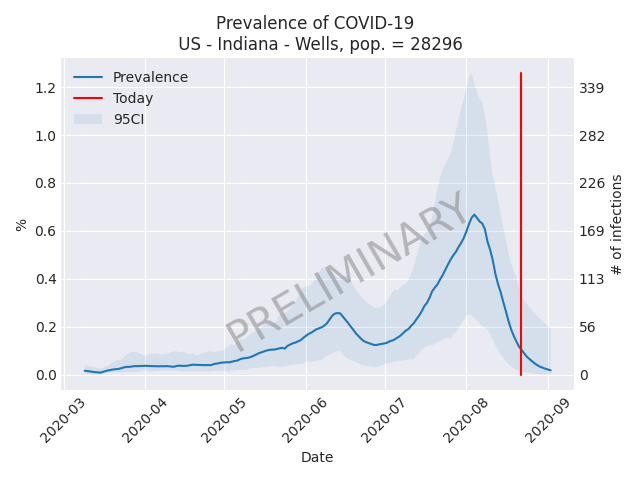 Prevalence of COVID-19
US - Indiana - Wells, pop. = 28296
Prevalence
Today
95CI
PRELIMINARY
%
1.2
1.0
0.8
0.6
0.4
0.2
0.0
339
282
226
169
113
56
0
# of infections
2020-03
2020-04
2020-05
2020-06
2020-07
2020-08
2020-09
Date